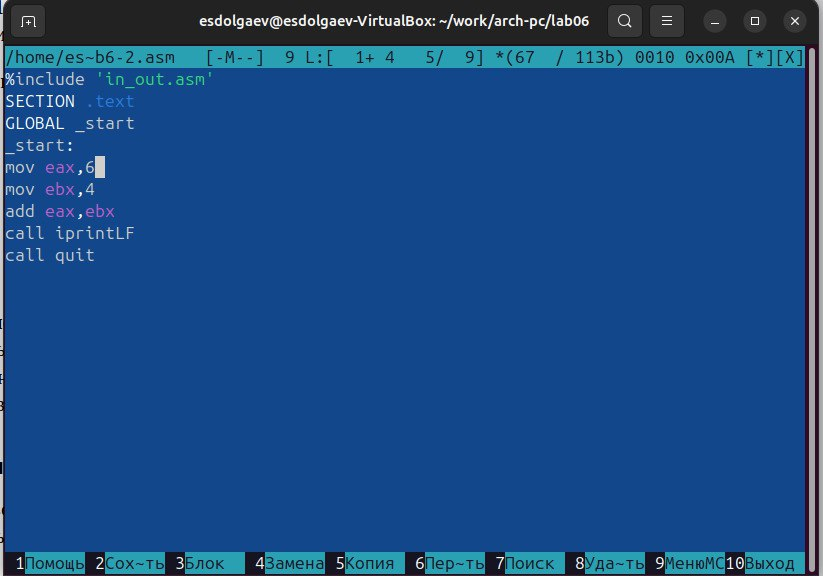 esdolgaev@esdolgaev-VirtualBox: ~/work/arch-pc/lab06
/home/es~b6-2.asm [-M--] 9 L:[ 1+ 4 5/ 9] *(67 / 113b) 0010 0x00A [*][X]
%include 'in_out.asm'
SECTION .text
GLOBAL _start
_start:
mov eax,6
mov ebx,4
add eax,ebx
call iprintLF
call quit
1Помощь 2Сох~ть 3Блок 4Замена 5Копия 6Пер~ть 7Поиск 8Уда~ть 9МенюMC 10Выход